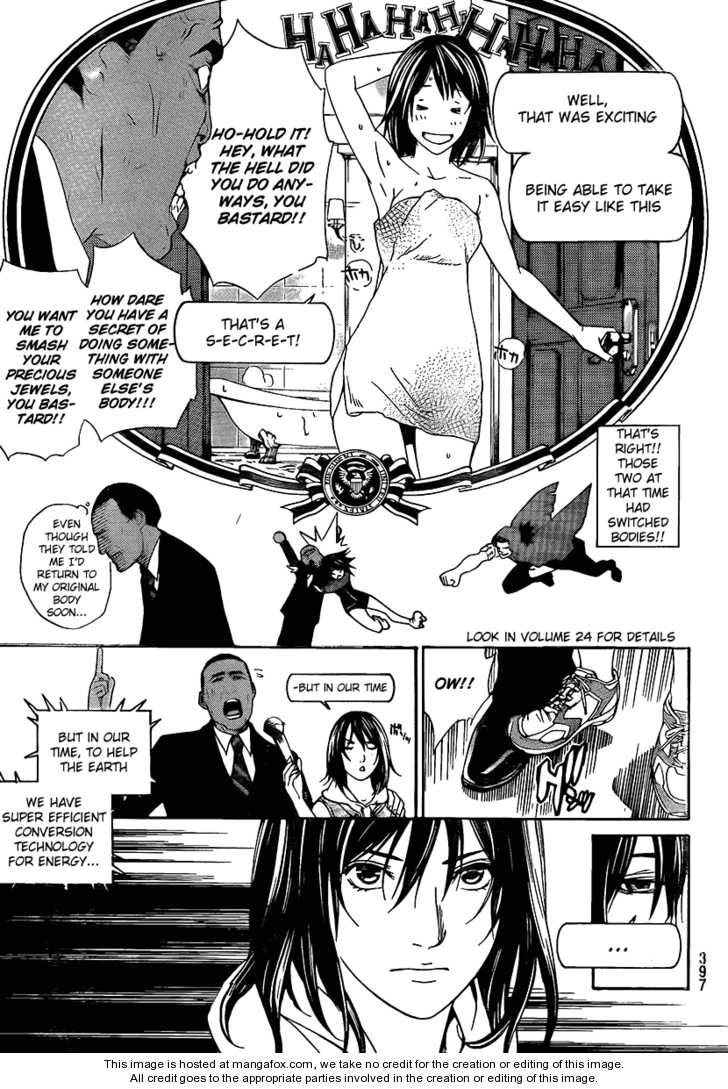 HAHAHAHAHAHAHAHA
WELL,
THAT WAS EXCITING
BEING ABLE TO TAKE
IT EASY LIKE THIS
HO-HOLD IT!
HEY, WHAT
THE HELL DID
YOU DO ANY-
WAYS, YOU
BASTARD!!
THAT'S A
S-E-C-R-E-T!
HOW DARE
YOU HAVE A
SECRET OF
DOING SOME-
THING WITH
SOMEONE
ELSE'S
BODY!!!
YOU WANT
ME TO
SMASH
YOUR
PRECIOUS
JEWELS,
YOU BAS-
TARD!!
ホカ
ホカ
THAT'S
RIGHT!!
THOSE
TWO AT
THAT TIME
HAD
SWITCHED
BODIES!!
EVEN
THOUGH
THEY TOLD
ME I'D
RETURN TO
MY ORIGINAL
BODY
SOON...
LOOK IN VOLUME 24 FOR DETAILS
OW!!
-BUT IN OUR TIME
BUT IN OUR
TIME, TO HELP
THE EARTH
WE HAVE
SUPER EFFICIENT
CONVERSION
TECHNOLOGY
FOR ENERGY...
...
397
This image is hosted at mangafox.com, we take no credit for the creation or editing of this image.
All credit goes to the appropriate parties involved in the creation or editing of this image.